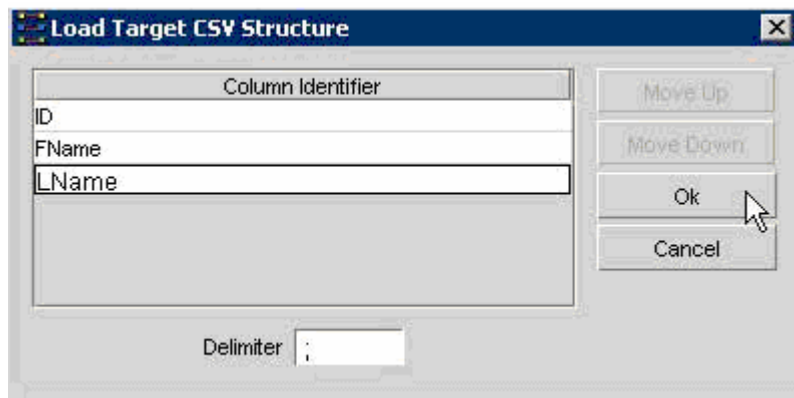 Load Target CSV Structure
Column Identifier
Move Up
ID
FName
Move Down
LName
Ok
Cancel
Delimiter ;